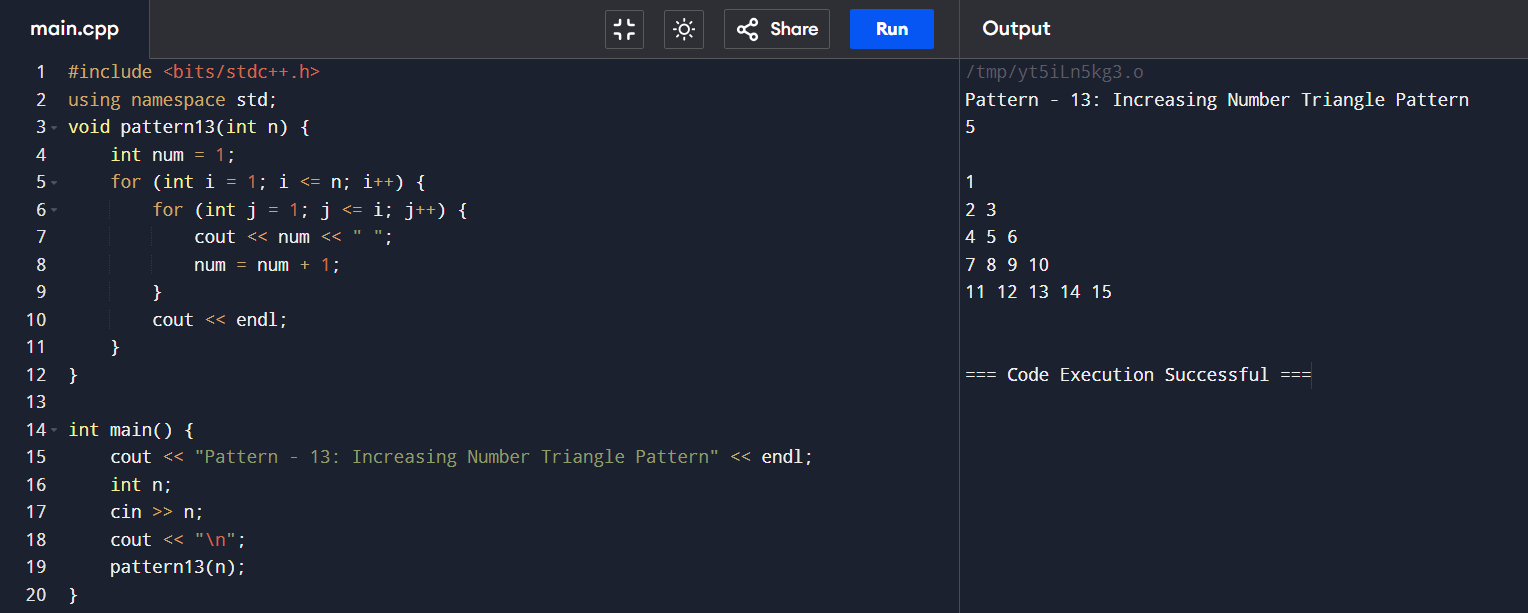 main.cpp
Share
Run
Output
1 #include <bits/stdc++.h>
2 using namespace std;
3 void pattern13(int n) {
4     int num = 1;
5     for (int i = 1; i <= n; i++) {
6         for (int j = 1; j <= i; j++) {
7             cout << num << " ";
8             num = num + 1;
9         }
10         cout << endl;
11     }
12 }
13
14 int main() {
15     cout << "Pattern - 13: Increasing Number Triangle Pattern" << endl;
16     int n;
17     cin >> n;
18     cout << "\n";
19     pattern13(n);
20 }
/tmp/yt5iLn5kg3.o
Pattern - 13: Increasing Number Triangle Pattern
5
1
2 3
4 5 6
7 8 9 10
11 12 13 14 15
=== Code Execution Successful ===